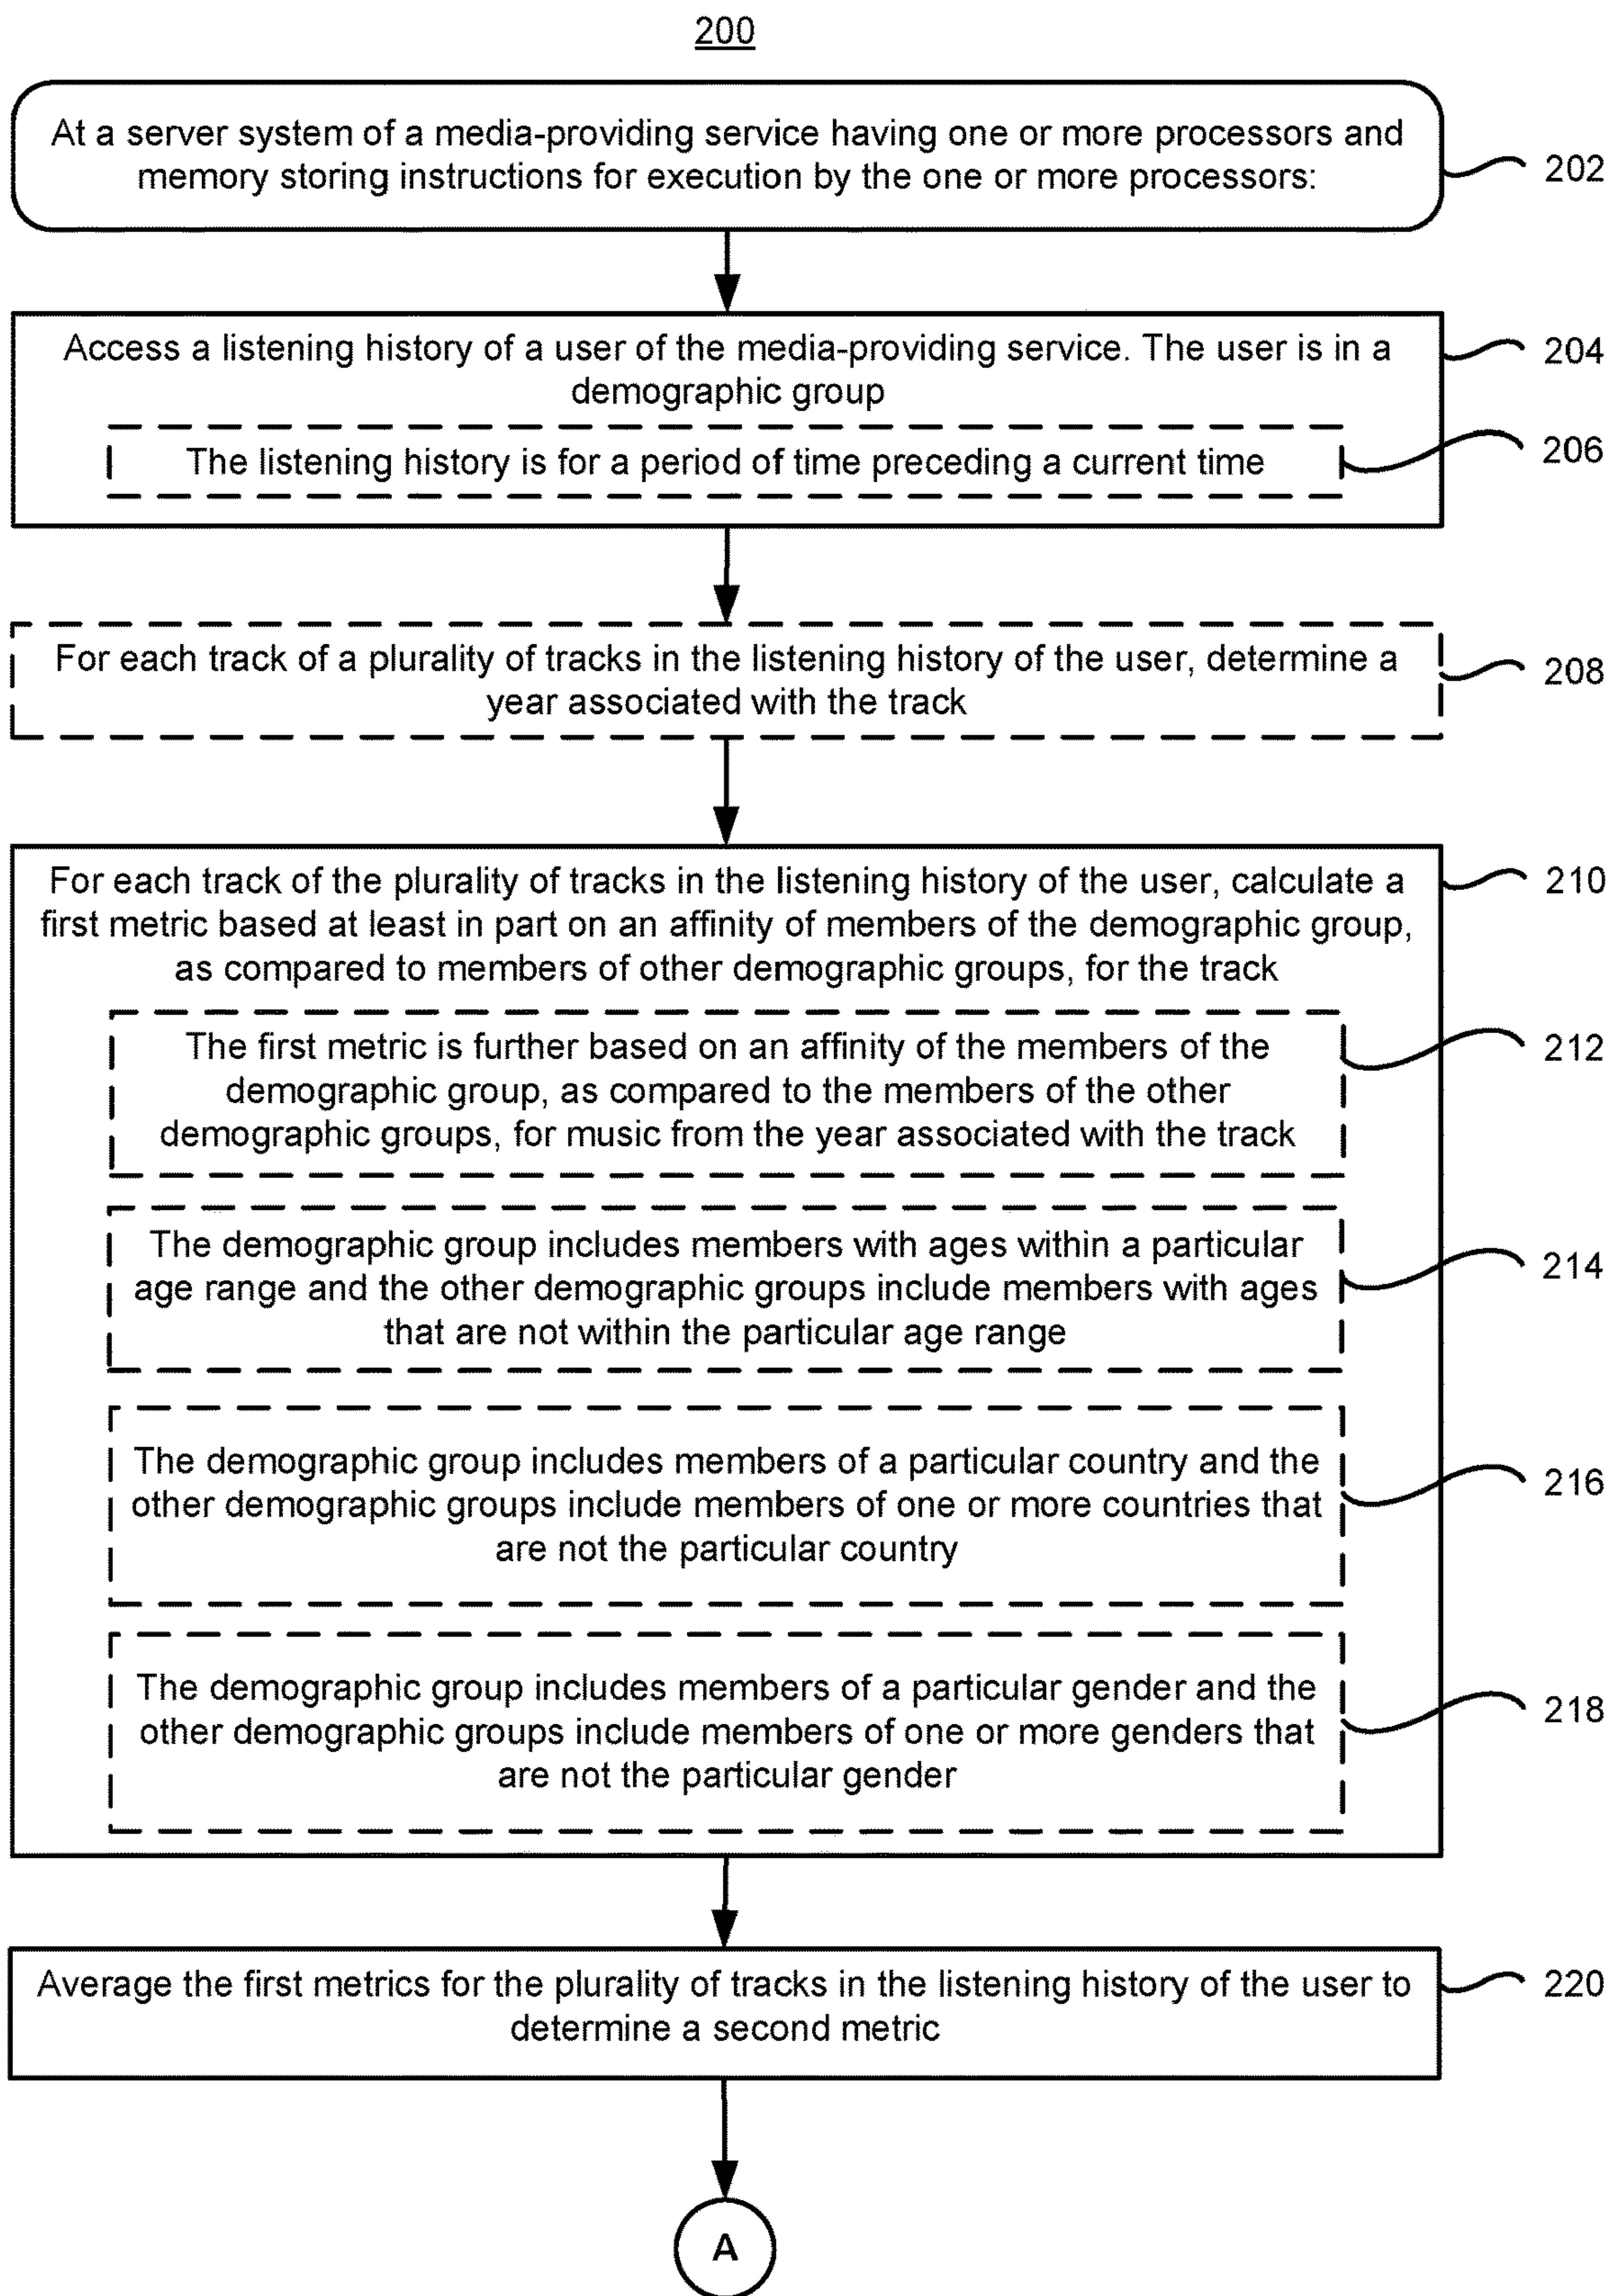 200
At a server system of a media-providing service having one or more processors and
memory storing instructions for execution by the one or more processors:
202
Access a listening history of a user of the media-providing service. The user is in a
demographic group
204
The listening history is for a period of time preceding a current time
206
For each track of a plurality of tracks in the listening history of the user, determine a
year associated with the track
208
For each track of the plurality of tracks in the listening history of the user, calculate a
first metric based at least in part on an affinity of members of the demographic group,
as compared to members of other demographic groups, for the track
210
The first metric is further based on an affinity of the members of the
demographic group, as compared to the members of the other
demographic groups, for music from the year associated with the track
212
The demographic group includes members with ages within a particular
age range and the other demographic groups include members with ages
that are not within the particular age range
214
The demographic group includes members of a particular country and the
other demographic groups include members of one or more countries that
are not the particular country
216
The demographic group includes members of a particular gender and the
other demographic groups include members of one or more genders that
are not the particular gender
218
Average the first metrics for the plurality of tracks in the listening history of the user to
determine a second metric
220
A